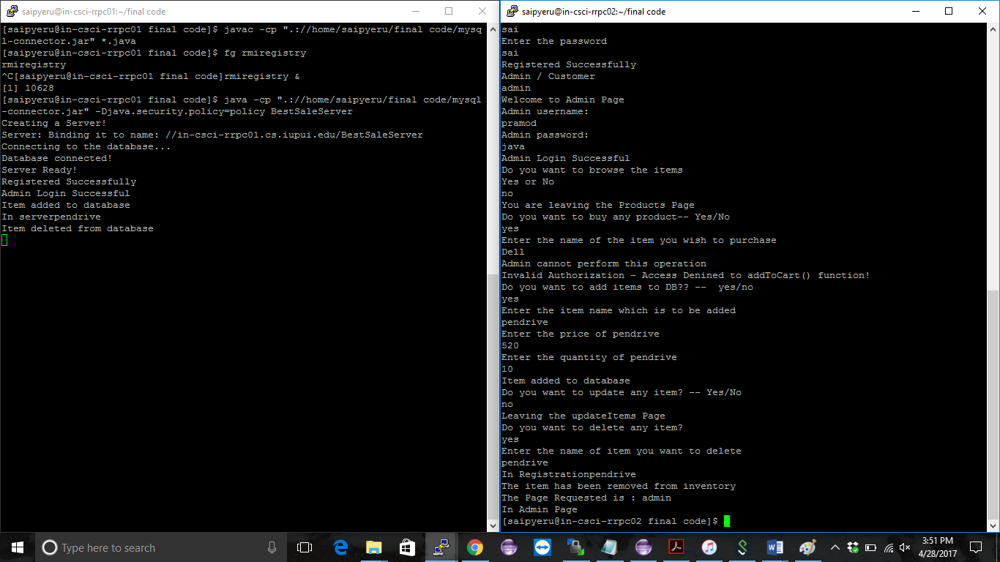 saipyeru@in-csci-rrpc01:~/final code
[saipyeru@in-csci-rrpc01 final code]$ javac -cp ".://home/saipyeru/final code/mysq
l-connector.jar" *.java
[saipyeru@in-csci-rrpc01 final code]$ fg rmiregistry
rmiregistry
^C[saipyeru@in-csci-rrpc01 final code]rmiregistry &
[1] 10628
[saipyeru@in-csci-rrpc01 final code]$ java -cp ".://home/saipyeru/final code/mysql
-connector.jar" -Djava.security.policy=policy BestSaleServer
Creating a Server!
Server: Binding it to name: //in-csci-rrpc01.cs.iupui.edu/BestSaleServer
Connecting to the database...
Database connected!
Server Ready!
Registered Successfully
Admin Login Successful
Item added to database
In serverpendrive
Item deleted from database
saipyeru@in-csci-rrpc02:~/final code
sai
Enter the password
sai
Registered Successfully
Admin / Customer
admin
Welcome to Admin Page
Admin username:
pramod
Admin password:
java
Admin Login Successful
Do you want to browse the items
Yes or No
no
You are leaving the Products Page
Do you want to buy any product-- Yes/No
yes
Enter the name of the item you wish to purchase
Dell
Admin cannot perform this operation
Invalid Authorization - Access Denined to addToCart() function!
Do you want to add items to DB?? --  yes/no
yes
Enter the item name which is to be added
pendrive
Enter the price of pendrive
520
Enter the quantity of pendrive
10
Item added to database
Do you want to update any item? -- Yes/No
no
Leaving the updateItems Page
Do you want to delete any item?
yes
Enter the name of item you want to delete
pendrive
In Registrationpendrive
The item has been removed from inventory
The Page Requested is : admin
In Admin Page
[saipyeru@in-csci-rrpc02 final code]$
Type here to search
3:51 PM
4/28/2017